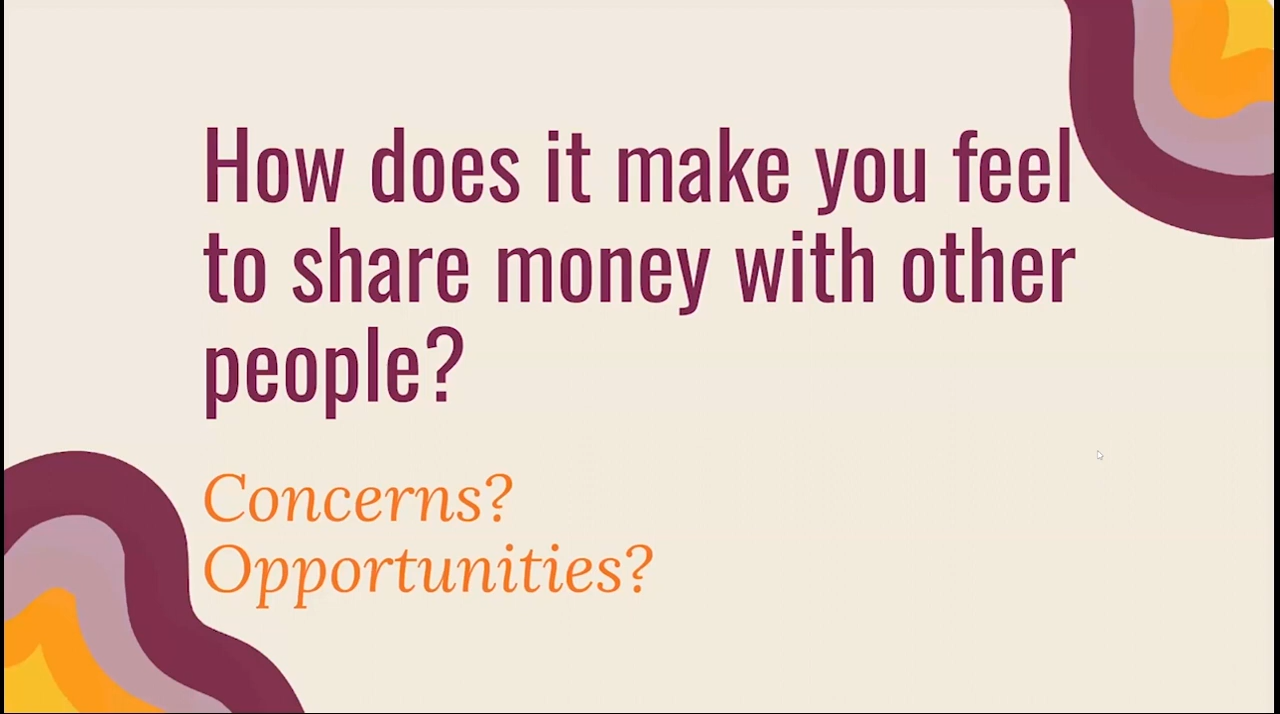 How does it make you feel
to share money with other
people?
Concerns?
Opportunities?